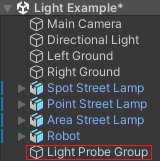 Light Example*
Main Camera
Directional Light
Left Ground
Right Ground
Spot Street Lamp
Point Street Lamp
Area Street Lamp
Robot
Light Probe Group